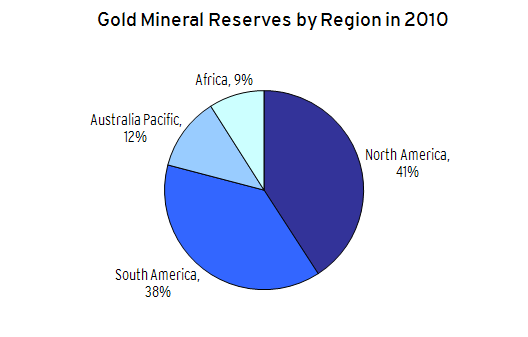 Gold Mineral Reserves by Region in 2010
Africa, 9%
Australia Pacific,
12%
North America,
41%
South America,
38%